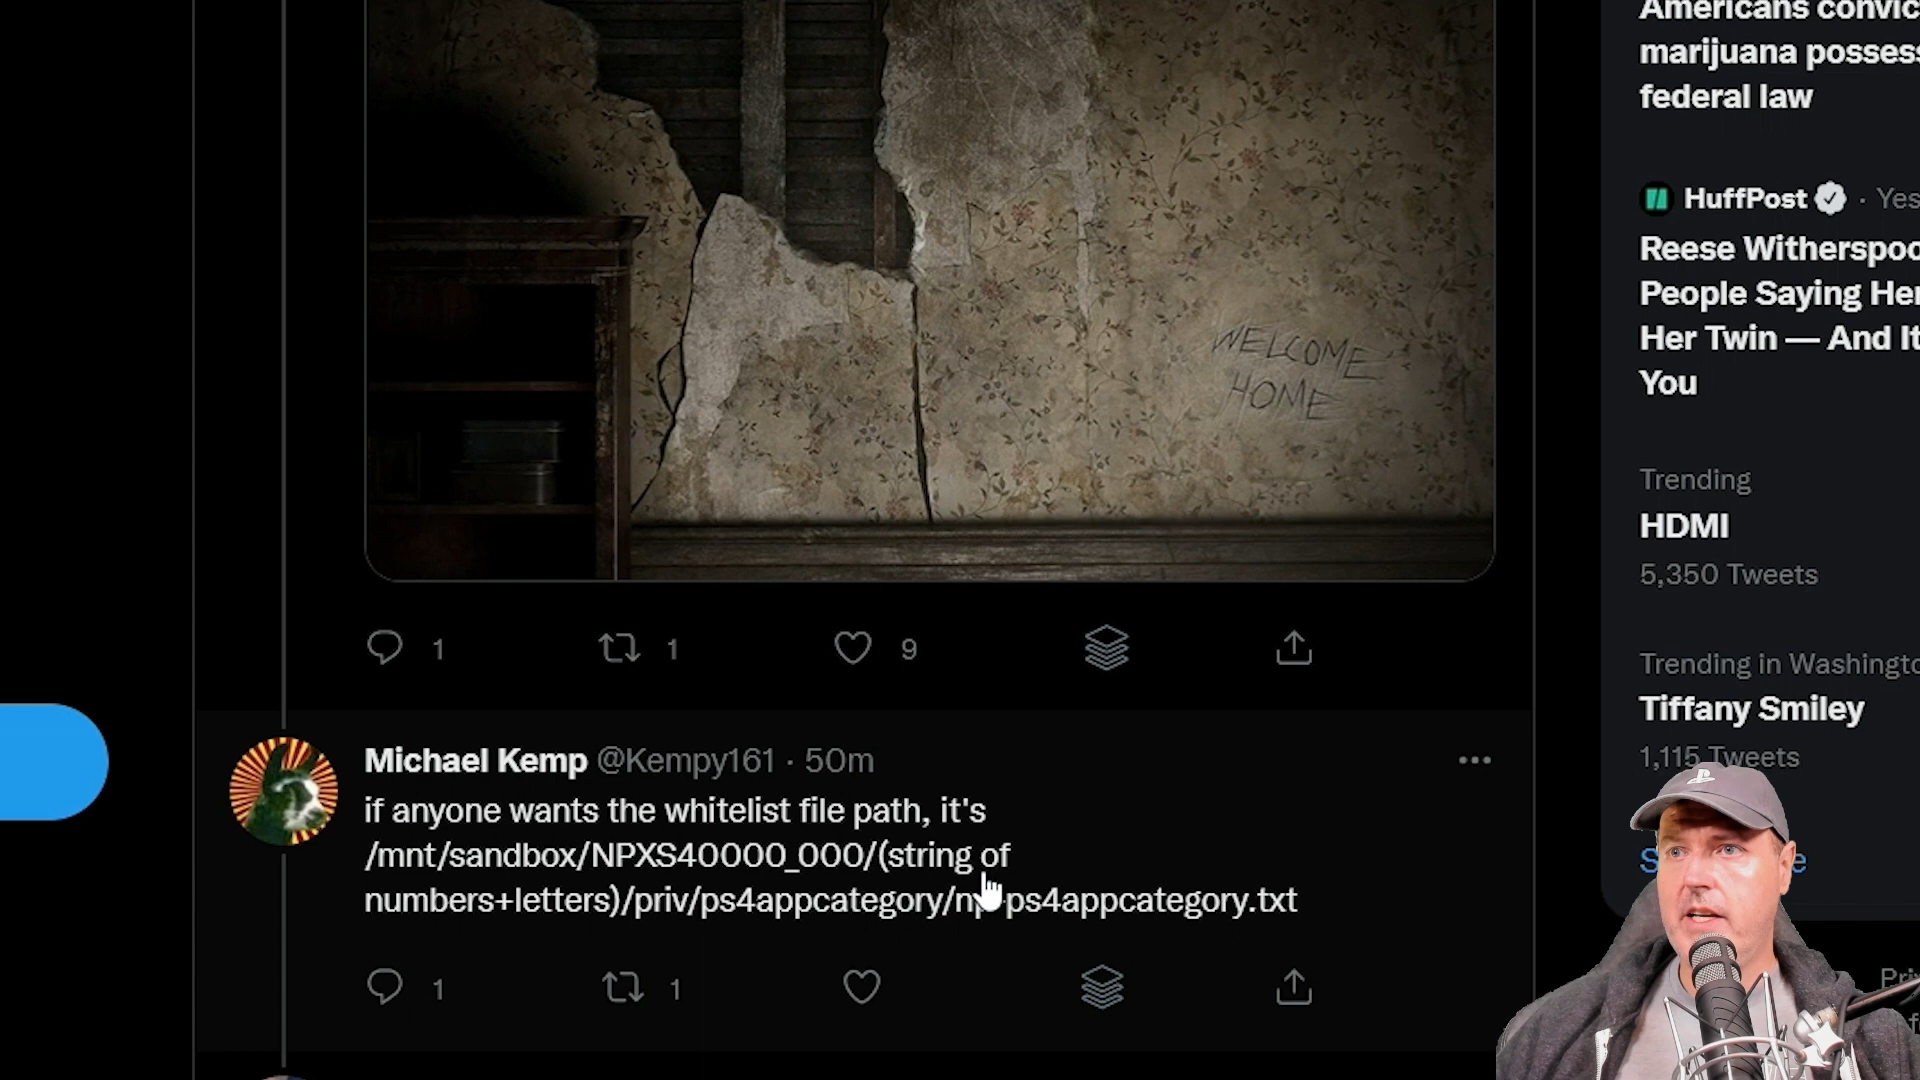 WELCOME
HOME
1
1
9
Michael Kemp @Kempy161 · 50m
if anyone wants the whitelist file path, it's
/mnt/sandbox/NPXS40000_000/(string of
numbers+letters)/priv/ps4appcategory/np-ps4appcategory.txt
1
1
Americans convic
marijuana possess
federal law
HuffPost · Yes
Reese Witherspoo
People Saying Her
Her Twin — And It
You
Trending
HDMI
5,350 Tweets
Trending in Washingto
Tiffany Smiley
1,115 Tweets
S
e
Pri
f